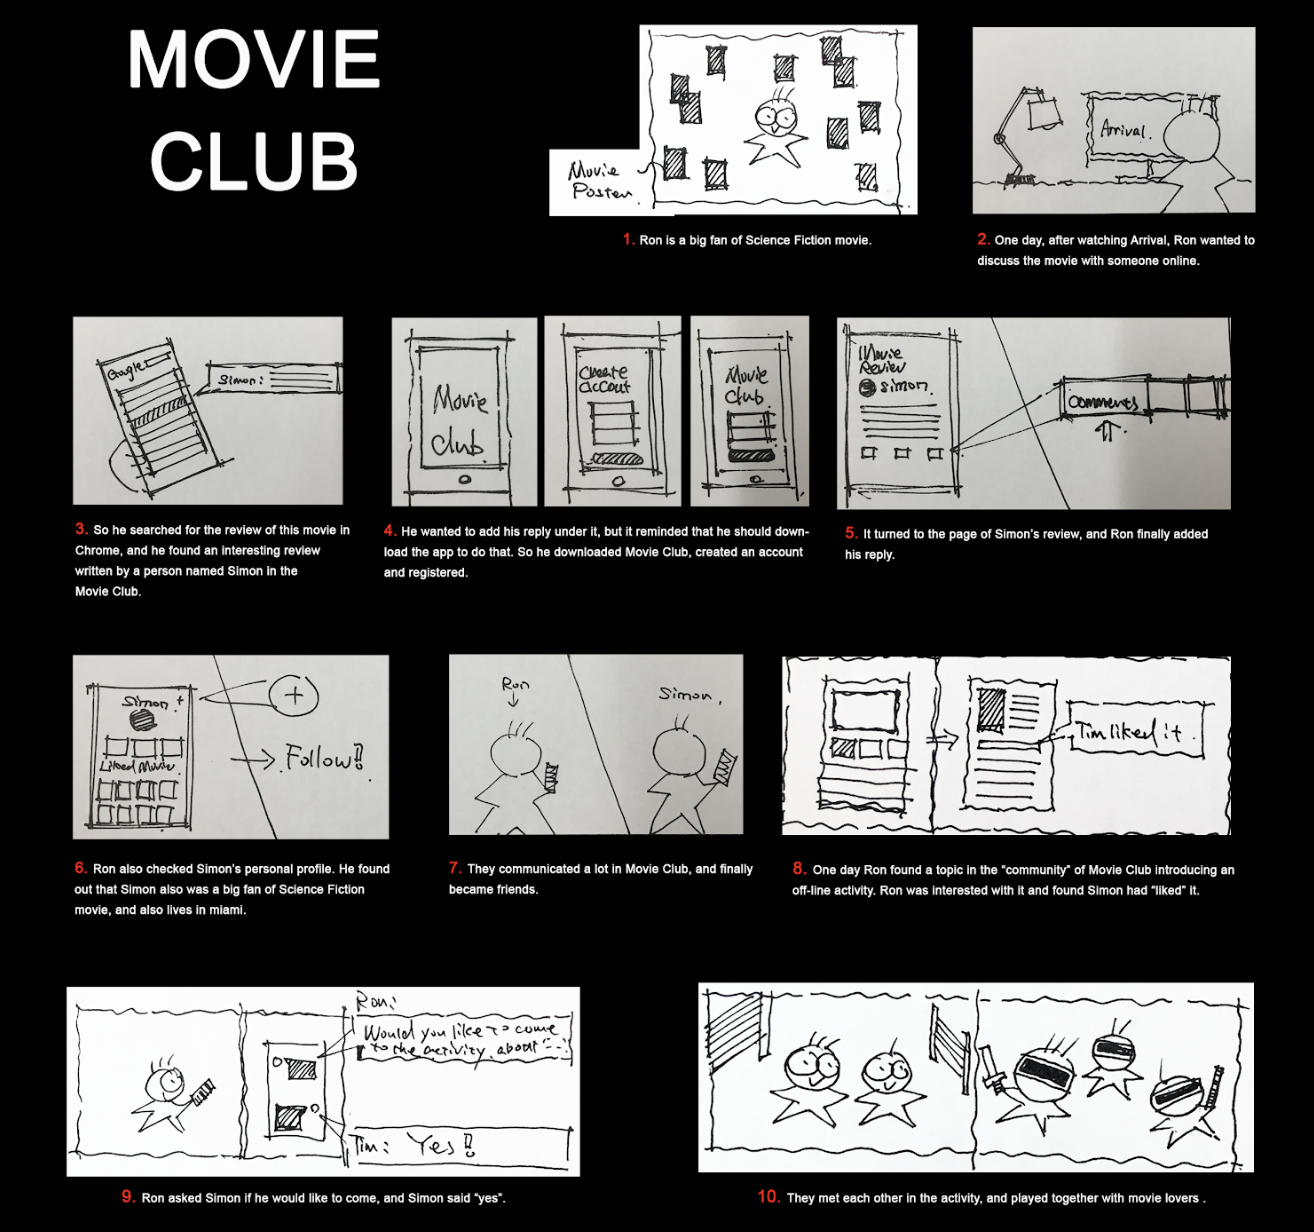 MOVIE
CLUB
Movie
Poster.
1. Ron is a big fan of Science Fiction movie.
Arrival.
2. One day, after watching Arrival, Ron wanted to
discuss the movie with someone online.
Google
Simon:
3. So he searched for the review of this movie in
Chrome, and he found an interesting review
written by a person named Simon in the
Movie Club.
Movie
Club.
Create
Accout
Movie
Club.
4. He wanted to add his reply under it, but it reminded that he should down-
load the app to do that. So he downloaded Movie Club, created an account
and registered.
Movie
Review
simon.
Comments
5. It turned to the page of Simon's review, and Ron finally added
his reply.
Simon. +
Liked Movie.
+
Follow!!
6. Ron also checked Simon's personal profile. He found
out that Simon also was a big fan of Science Fiction
movie, and also lives in miami.
Ron
Simon.
7. They communicated a lot in Movie Club, and finally
became friends.
Tim liked it.
8. One day Ron found a topic in the "community" of Movie Club introducing an
off-line activity. Ron was interested with it and found Simon had "liked" it.
Ron:
Would you like to come
to the activity about ---!
Tim: Yes!!
9. Ron asked Simon if he would like to come, and Simon said "yes".
10. They met each other in the activity, and played together with movie lovers .